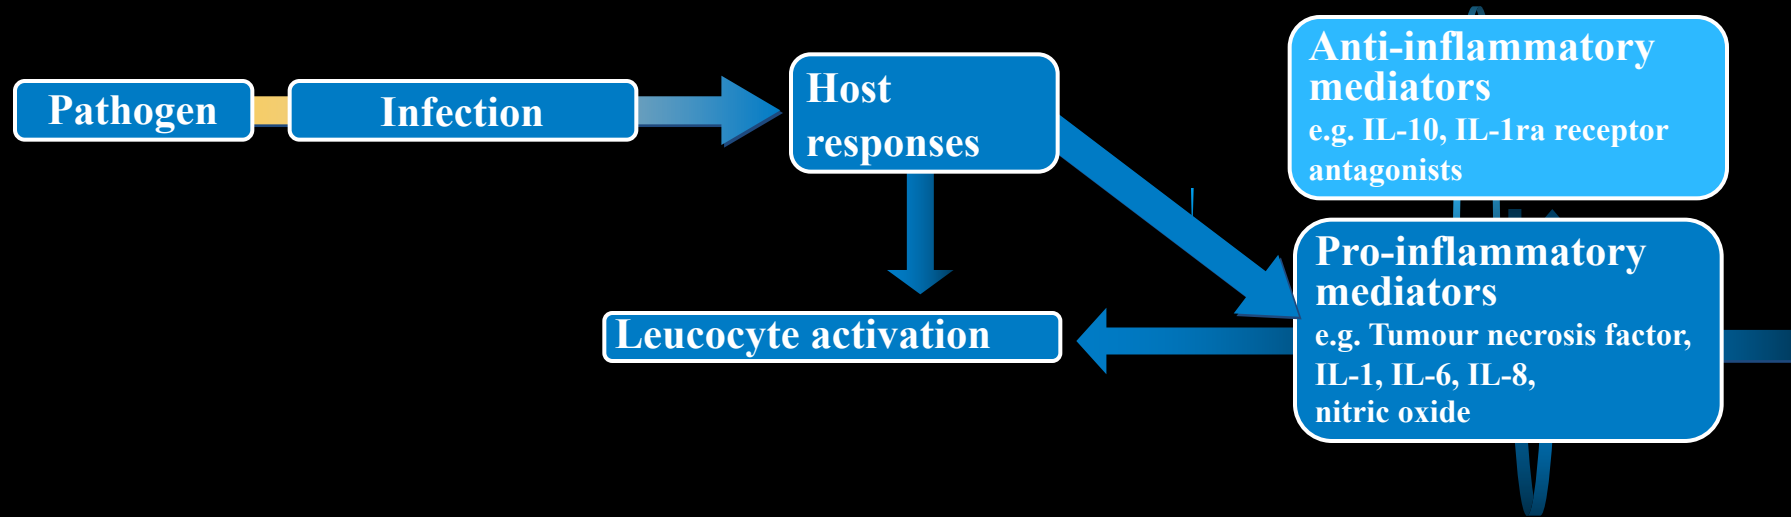 Pathogen
Infection
Host
responses
Anti-inflammatory
mediators
e.g. IL-10, IL-1ra receptor
antagonists
Leucocyte activation
Pro-inflammatory
mediators
e.g. Tumour necrosis factor,
IL-1, IL-6, IL-8,
nitric oxide